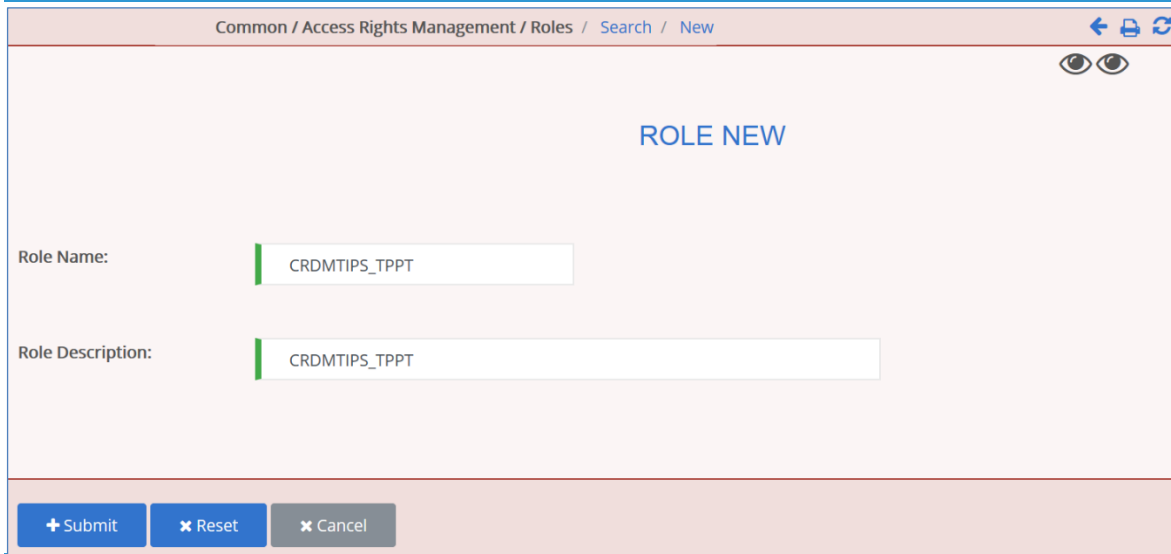 Common / Access Rights Management / Roles / Search / New
ROLE NEW
Role Name: CRDMTIPS_TPPT
Role Description: CRDMTIPS_TPPT
Submit Reset Cancel